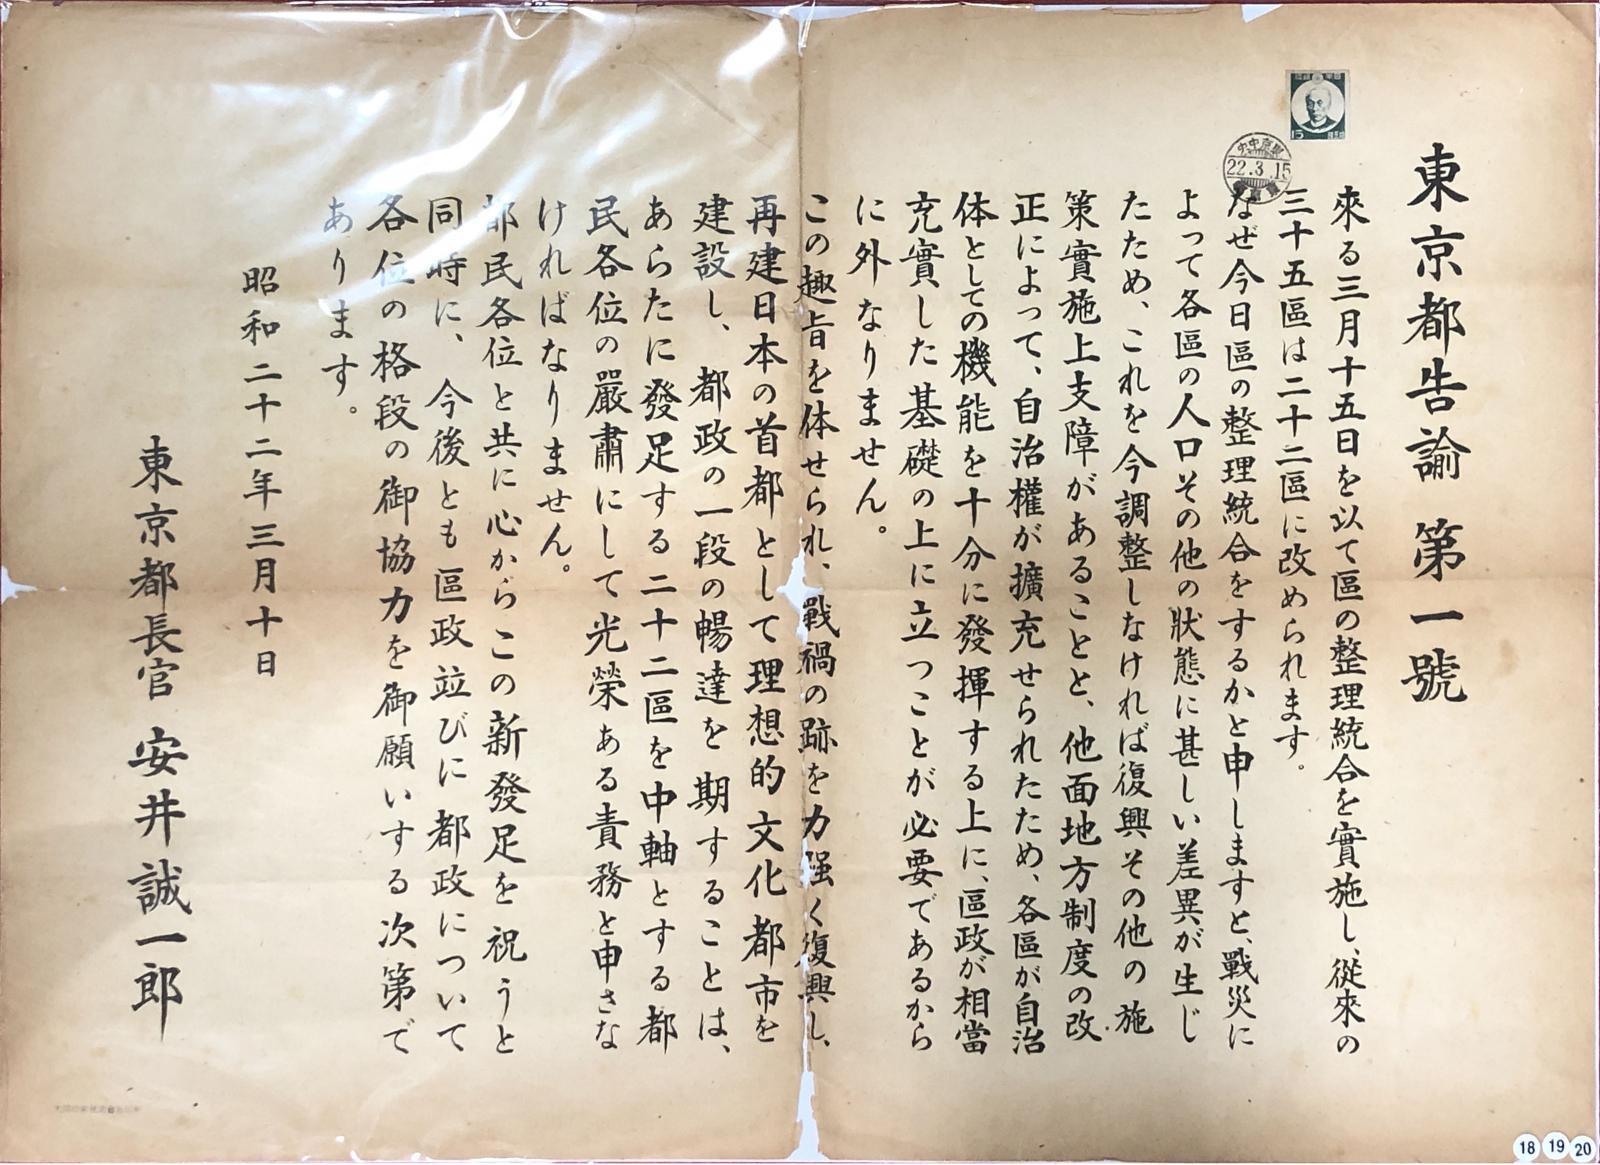 東京都告諭 第一號
來る三月十五日を以て區の整理統合を實施し、從來の
三十五區は二十二區に改められます。
なぜ今日區の整理統合をするかと申しますと、戰災に
よって各區の人口その他の狀態に甚しい差異が生じ
たため、これを今調整しなければ復興その他の施
策實施上支障があることと、他面地方制度の改
正によって、自治權が擴充せられたため、各區が自治
体としての機能を十分に發揮する上に、區政が相當
充實した基礎の上に立つことが必要であるから
に外なりません。
この趣旨を体せられ、戰禍の跡を力强く復興し、
再建日本の首都として理想的文化都市を
建設し、都政の一段の暢達を期することは、
あらたに發足する二十二區を中軸とする都
民各位の嚴肅にして光榮ある責務と申さな
ければなりません。
都民各位と共に心からこの新發足を祝うと
同時に、今後とも區政竝びに都政について
各位の格段の御協力を御願いする次第で
あります。
昭和二十二年三月十日
東京都長官 安井誠一郎
15
22.3.15
18 19 20